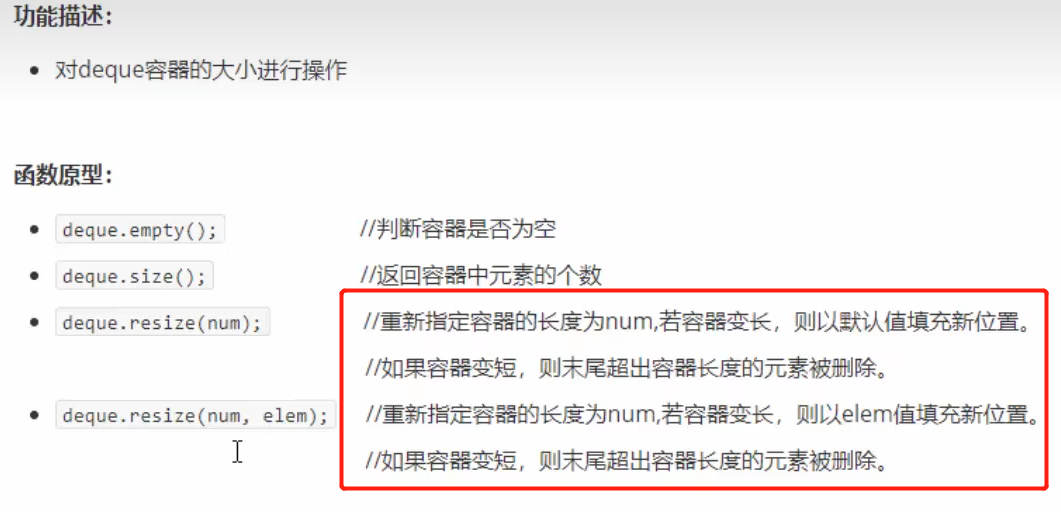 功能描述：
对deque容器的大小进行操作
函数原型：
deque.empty(); //判断容器是否为空
deque.size(); //返回容器中元素的个数
deque.resize(num); //重新指定容器的长度为num,若容器变长，则以默认值填充新位置。
//如果容器变短，则末尾超出容器长度的元素被删除。
deque.resize(num, elem); //重新指定容器的长度为num,若容器变长，则以elem值填充新位置。
//如果容器变短，则末尾超出容器长度的元素被删除。